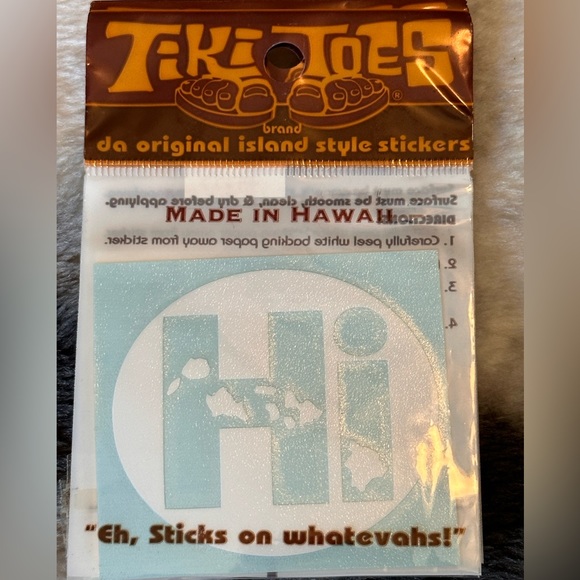 TIKI TOES
®
brand
da original island style stickers
Surface must be smooth, clean, & dry before applying.
MADE IN HAWAII
DIRECTIONS:
1. Carefully peel white backing paper away from sticker.
2.
3.
4.
Hi
"Eh, Sticks on whatevahs!"